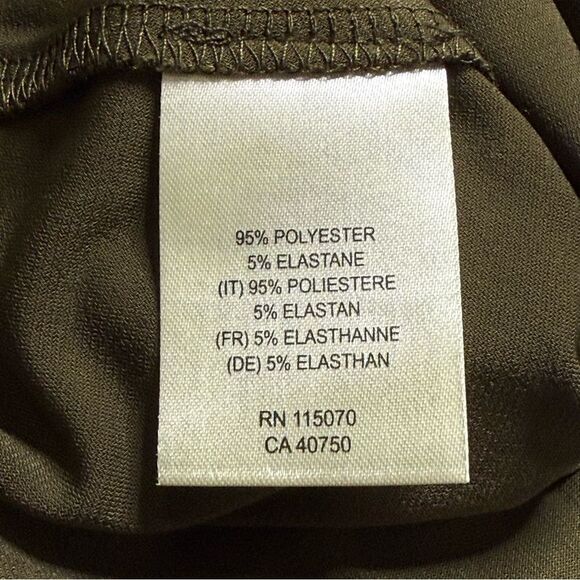 95% POLYESTER
5% ELASTANE
(IT) 95% POLIESTERE
5% ELASTAN
(FR) 5% ELASTHANNE
(DE) 5% ELASTHAN
RN 115070
CA 40750